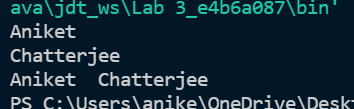 ava\jdt_ws\Lab 3_e4b6a087\bin'
Aniket
Chatterjee
Aniket  Chatterjee
PS C:\Users\anike\OneDrive\Desk